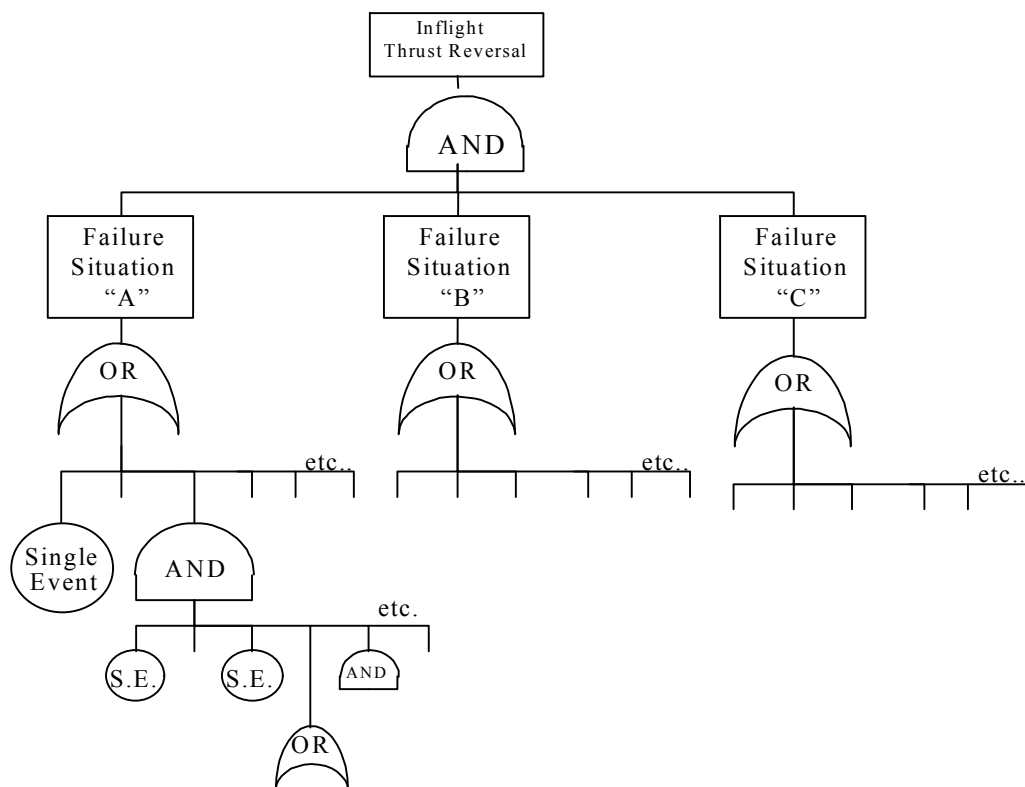 Inflight
Thrust Reversal
AND
Failure
Situation
“A”
Failure
Situation
“B”
Failure
Situation
“C”
OR
OR
OR
etc..
etc..
etc..
Single
Event
AND
etc.
S.E.
S.E.
AND
OR